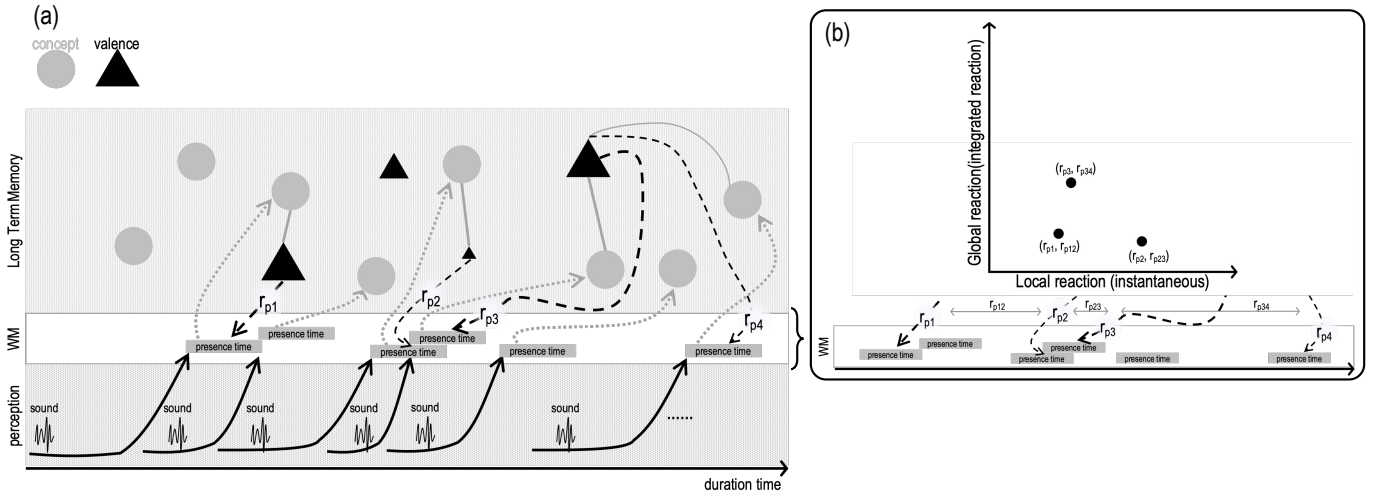 (a)
concept
valence
Long Term Memory
r_p1
r_p2
r_p3
r_p4
WM
presence time
presence time
presence time
presence time
presence time
presence time
perception
sound
sound
sound
sound
sound
sound
......
duration time
(b)
Global reaction(integrated reaction)
(r_p3, r_p34)
(r_p1, r_p12)
(r_p2, r_p23)
Local reaction (instantaneous)
r_p12
r_p23
r_p34
r_p1
r_p2
r_p3
r_p4
WM
presence time
presence time
presence time
presence time
presence time
presence time